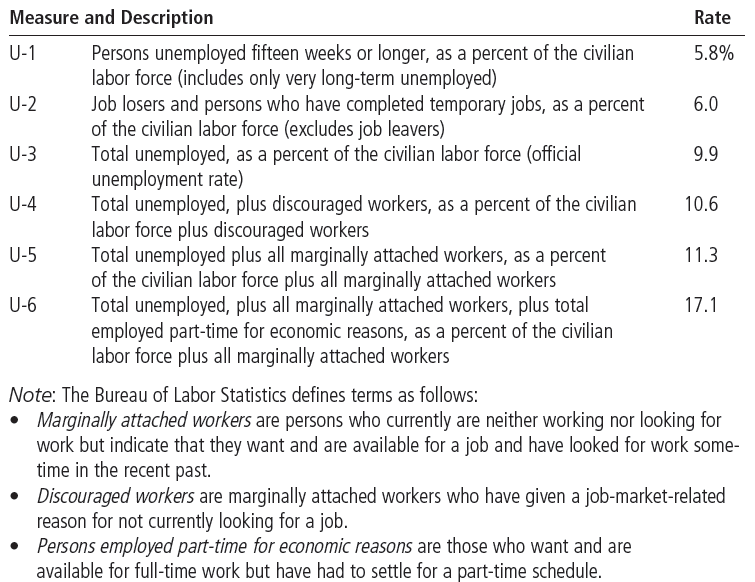 Measure and Description Rate
U-1 Persons unemployed fifteen weeks or longer, as a percent of the civilian 5.8%
labor force (includes only very long-term unemployed)
U-2 Job losers and persons who have completed temporary jobs, as a percent 6.0
of the civilian labor force (excludes job leavers)
U-3 Total unemployed, as a percent of the civilian labor force (official 9.9
unemployment rate)
U-4 Total unemployed, plus discouraged workers, as a percent of the civilian 10.6
labor force plus discouraged workers
U-5 Total unemployed plus all marginally attached workers, as a percent 11.3
of the civilian labor force plus all marginally attached workers
U-6 Total unemployed, plus all marginally attached workers, plus total 17.1
employed part-time for economic reasons, as a percent of the civilian
labor force plus all marginally attached workers
Note: The Bureau of Labor Statistics defines terms as follows:
• Marginally attached workers are persons who currently are neither working nor looking for
work but indicate that they want and are available for a job and have looked for work some-
time in the recent past.
• Discouraged workers are marginally attached workers who have given a job-market-related
reason for not currently looking for a job.
• Persons employed part-time for economic reasons are those who want and are
available for full-time work but have had to settle for a part-time schedule.